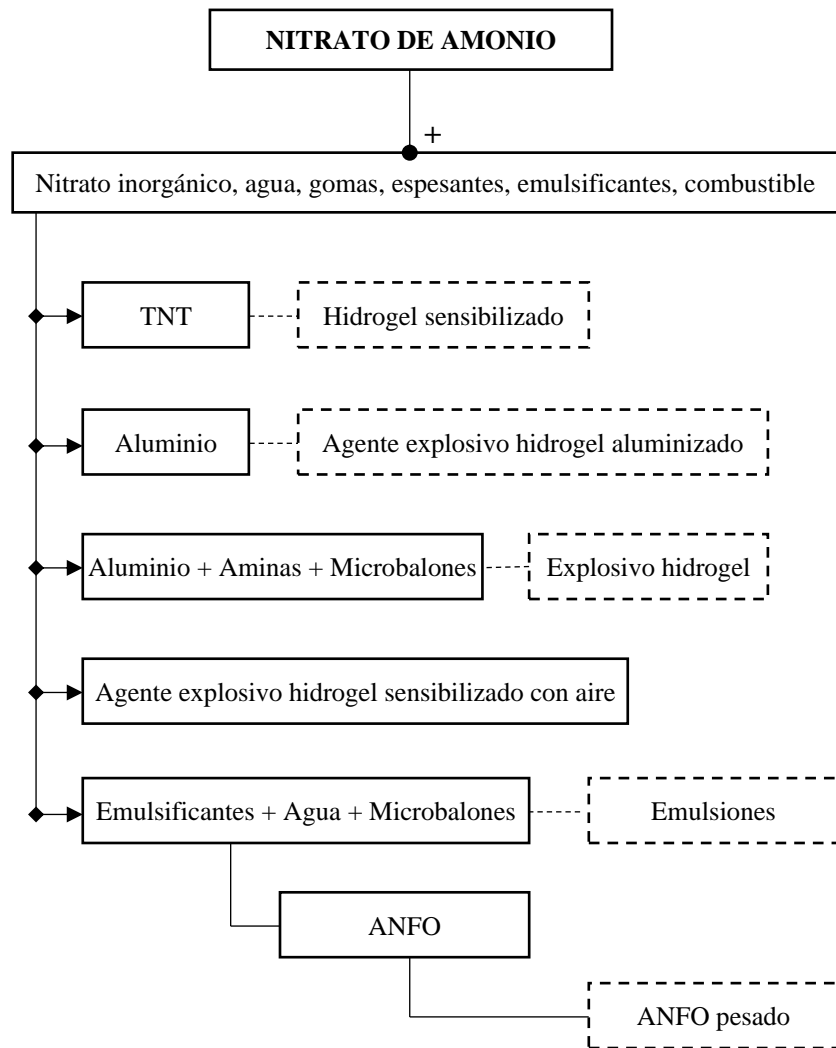 NITRATO DE AMONIO
+
Nitrato inorgánico, agua, gomas, espesantes, emulsificantes, combustible
TNT
Hidrogel sensibilizado
Aluminio
Agente explosivo hidrogel aluminizado
Aluminio + Aminas + Microbalones
Explosivo hidrogel
Agente explosivo hidrogel sensibilizado con aire
Emulsificantes + Agua + Microbalones
Emulsiones
ANFO
ANFO pesado